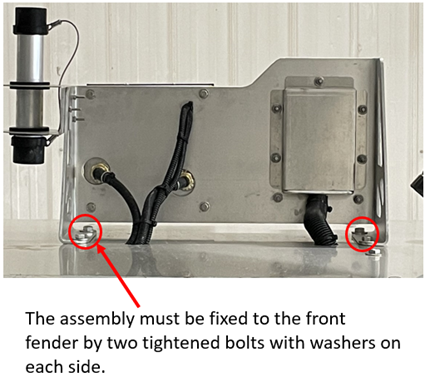 The assembly must be fixed to the front
fender by two tightened bolts with washers on
each side.